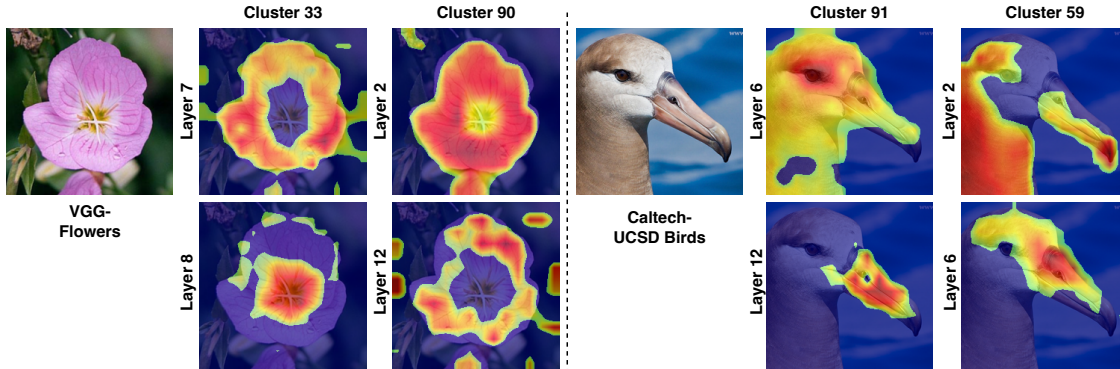 Cluster 33
Cluster 90
Cluster 91
Cluster 59
Layer 7
Layer 2
Layer 6
Layer 2
VGG-
Flowers
Caltech-
UCSD Birds
Layer 8
Layer 12
Layer 12
Layer 6
www